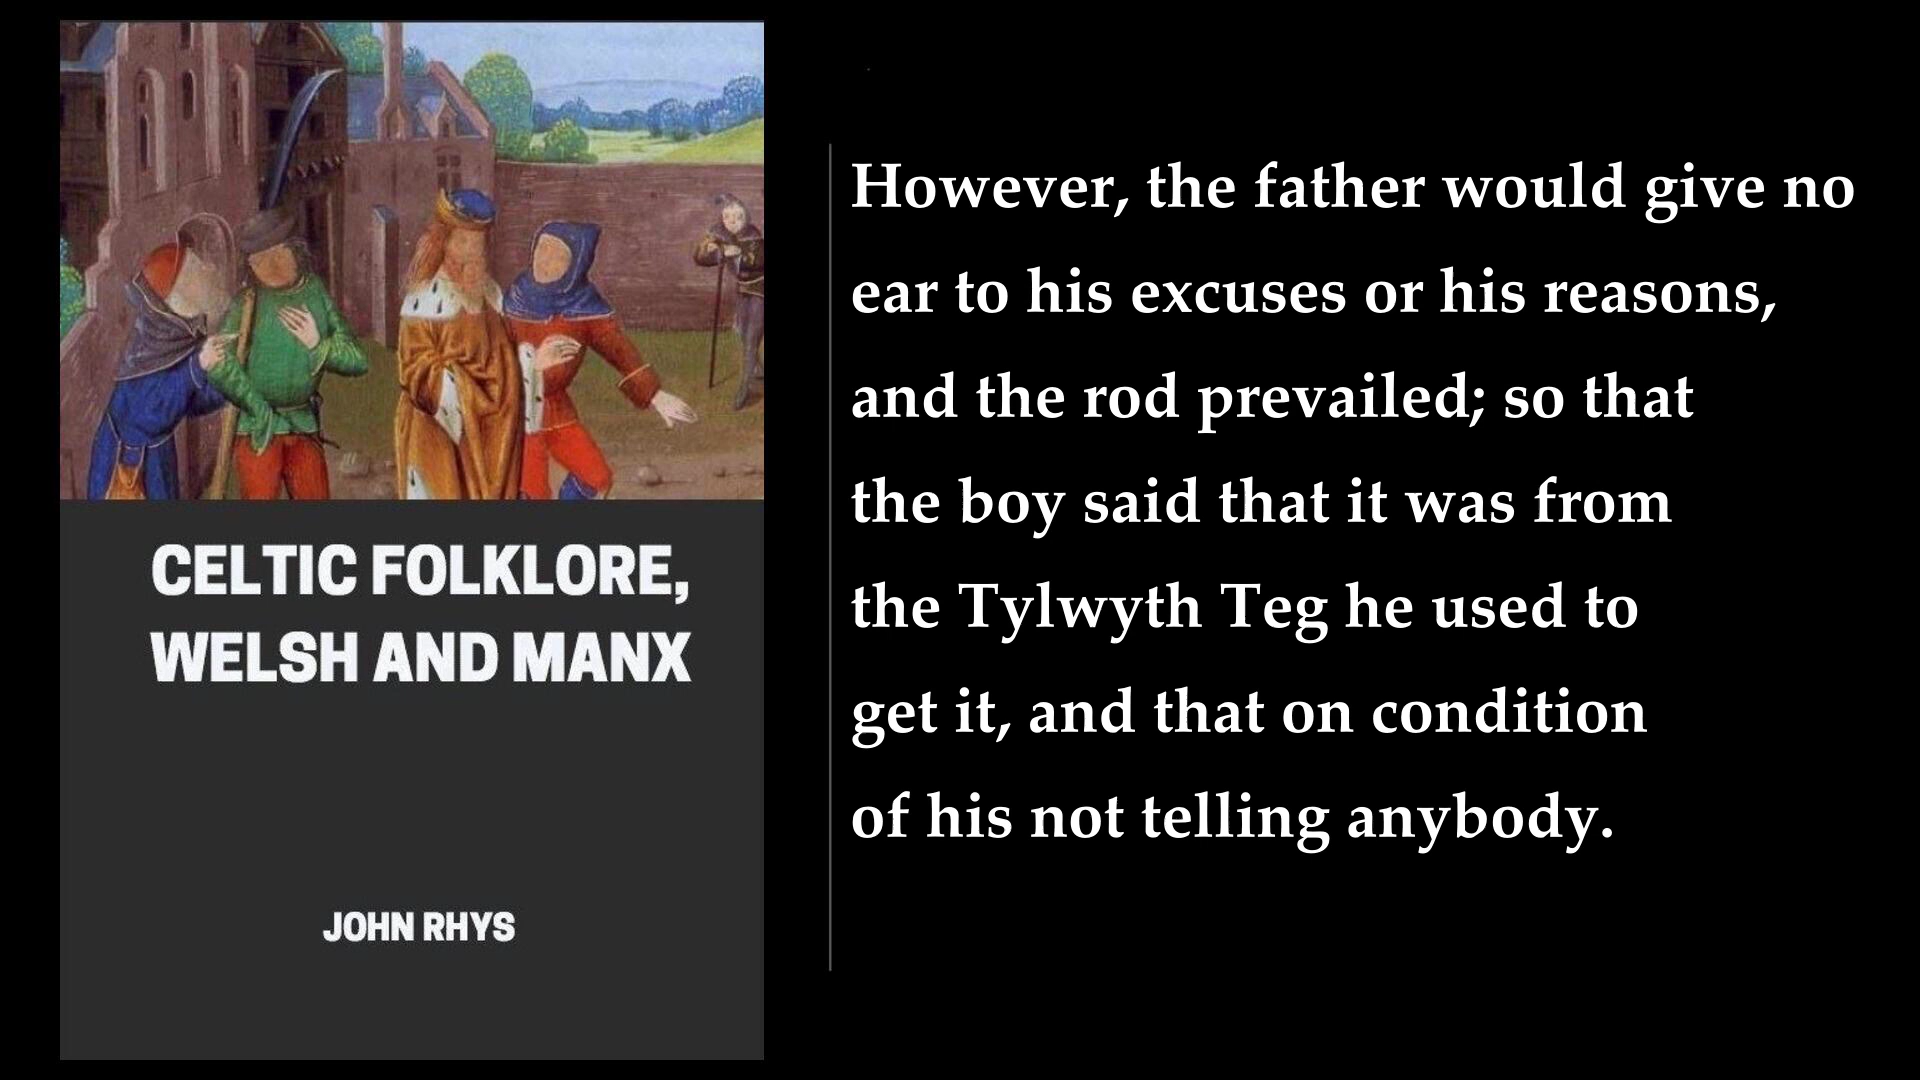 CELTIC FOLKLORE,
WELSH AND MANX
JOHN RHYS
However, the father would give no
ear to his excuses or his reasons,
and the rod prevailed; so that
the boy said that it was from
the Tylwyth Teg he used to
get it, and that on condition
of his not telling anybody.